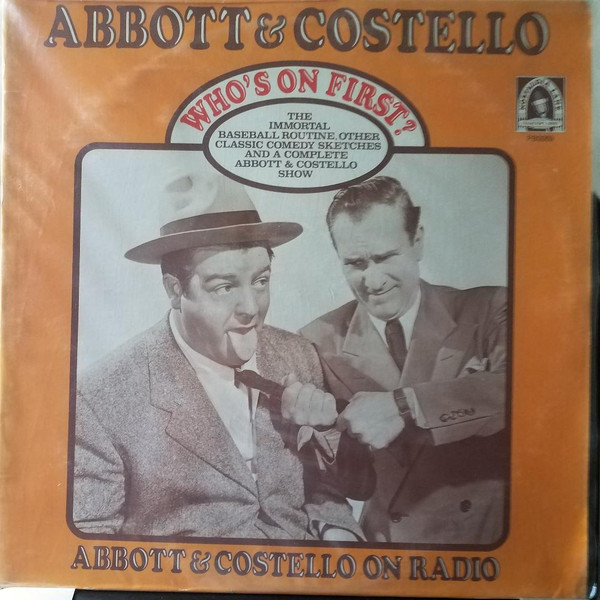 ABBOTT & COSTELLO
WHO'S ON FIRST?
THE
IMMORTAL
BASEBALL ROUTINE, OTHER
CLASSIC COMEDY SKETCHES
AND A COMPLETE
ABBOTT & COSTELLO
SHOW
ABBOTT & COSTELLO ON RADIO